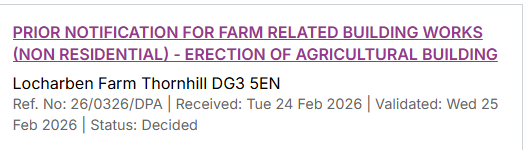 PRIOR NOTIFICATION FOR FARM RELATED BUILDING WORKS
(NON RESIDENTIAL) - ERECTION OF AGRICULTURAL BUILDING
Locharben Farm Thornhill DG3 5EN
Ref. No: 26/0326/DPA | Received: Tue 24 Feb 2026 | Validated: Wed 25
Feb 2026 | Status: Decided